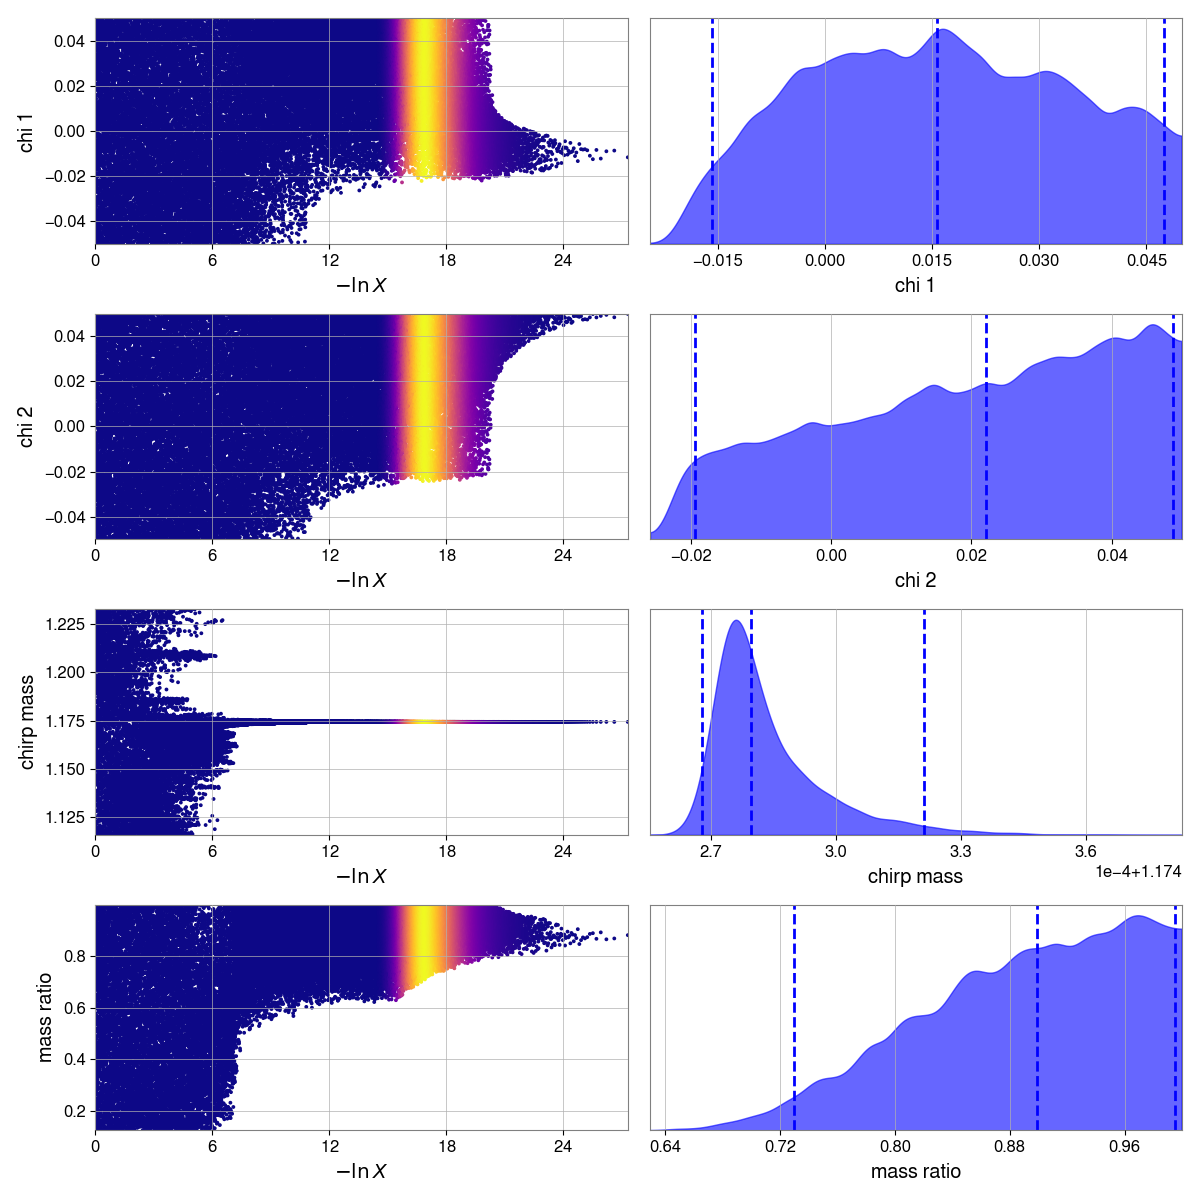 chi 1
0.04
0.02
0.00
−0.02
−0.04
0 6 12 18 24
−ln X
−0.015 0.000 0.015 0.030 0.045
chi 1
chi 2
0.04
0.02
0.00
−0.02
−0.04
0 6 12 18 24
−ln X
−0.02 0.00 0.02 0.04
chi 2
chirp mass
1.225
1.200
1.175
1.150
1.125
0 6 12 18 24
−ln X
2.7 3.0 3.3 3.6
1e−4+1.174
chirp mass
mass ratio
0.8
0.6
0.4
0.2
0 6 12 18 24
−ln X
0.64 0.72 0.80 0.88 0.96
mass ratio